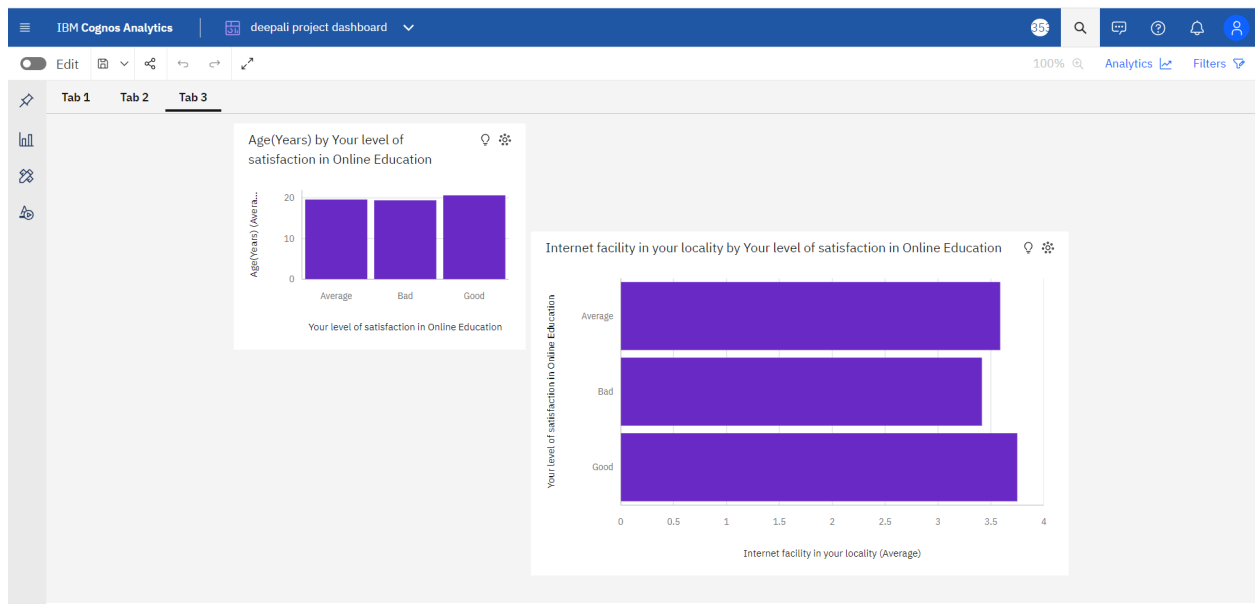 IBM Cognos Analytics
deepali project dashboard
353
Edit
100%
Analytics
Filters
Tab 1
Tab 2
Tab 3
Age(Years) by Your level of
satisfaction in Online Education
Age(Years) (Avera...
20
10
0
Average
Bad
Good
Your level of satisfaction in Online Education
Internet facility in your locality by Your level of satisfaction in Online Education
Your level of satisfaction in Online Education
Average
Bad
Good
0
0.5
1
1.5
2
2.5
3
3.5
4
Internet facility in your locality (Average)